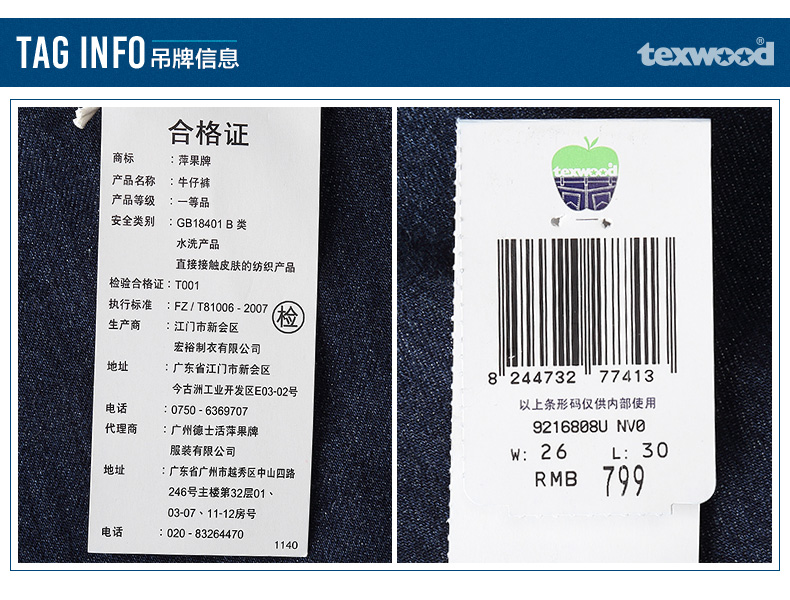 TAG INFO 吊牌信息
texwood®
合格证
商标 : 萍果牌
产品名称 : 牛仔裤
产品等级 : 一等品
安全类别 : GB18401 B 类
水洗产品
直接接触皮肤的纺织产品
检验合格证 : T001
执行标准 : FZ / T81006 - 2007
检
生产商 : 江门市新会区
宏裕制衣有限公司
地址 : 广东省江门市新会区
今古洲工业开发区E03-02号
电话 : 0750 - 6369707
代理商 : 广州德士活萍果牌
服装有限公司
地址 : 广东省广州市越秀区中山四路
246号主楼第32层01、
03-07、11-12房号
电话 : 020 - 83264470
1140
texwood
8 244732 77413
以上条形码仅供内部使用
9216808U NV0
W: 26 L: 30
RMB 799